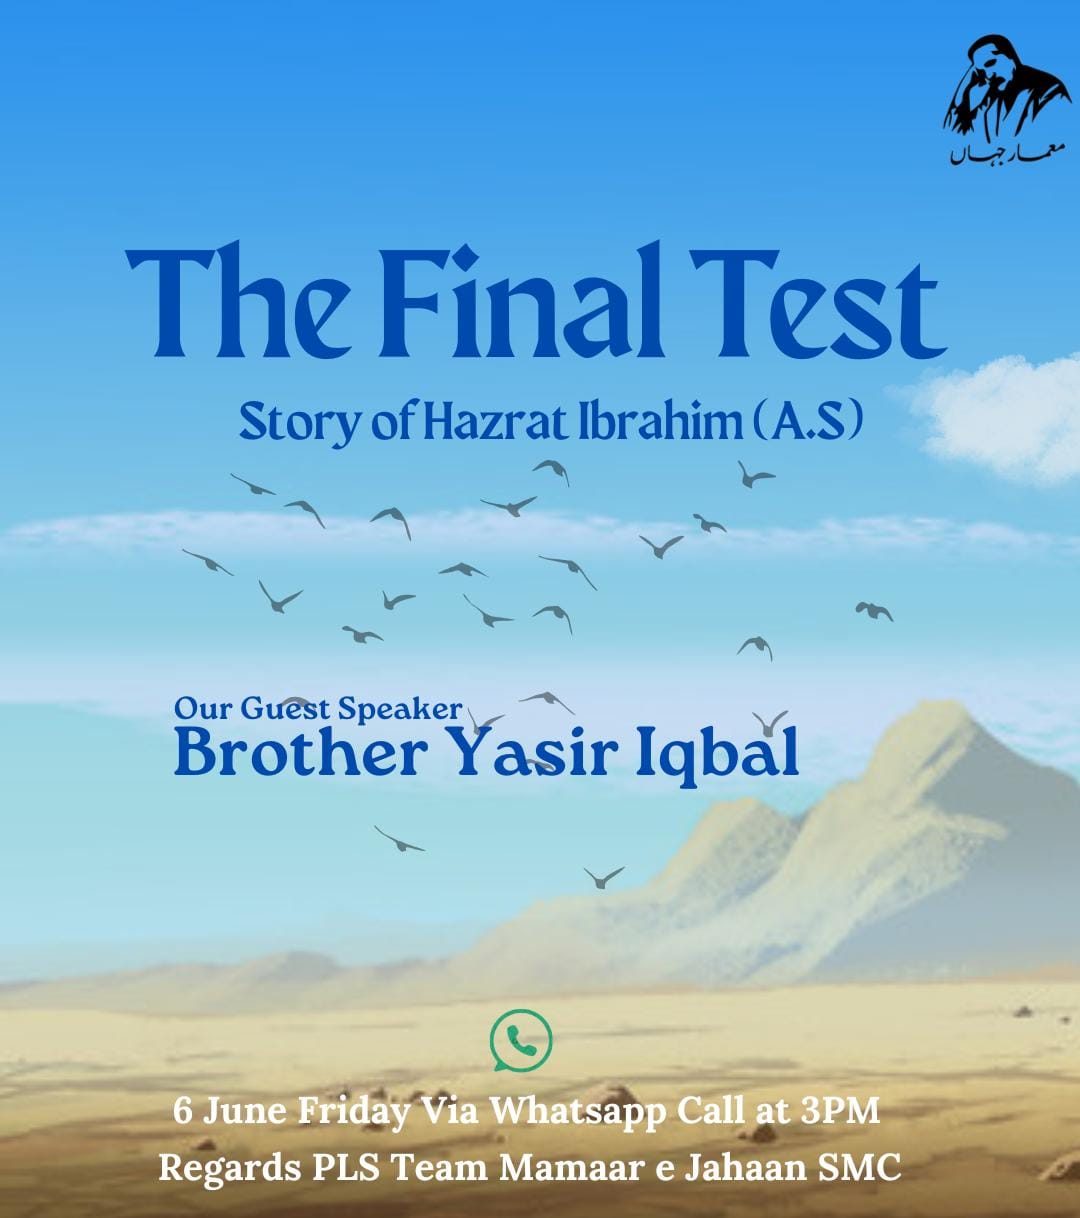 معمار جہاں
The Final Test
Story of Hazrat Ibrahim (A.S)
Our Guest Speaker
Brother Yasir Iqbal
6 June Friday Via Whatsapp Call at 3PM
Regards PLS Team Mamaar e Jahaan SMC